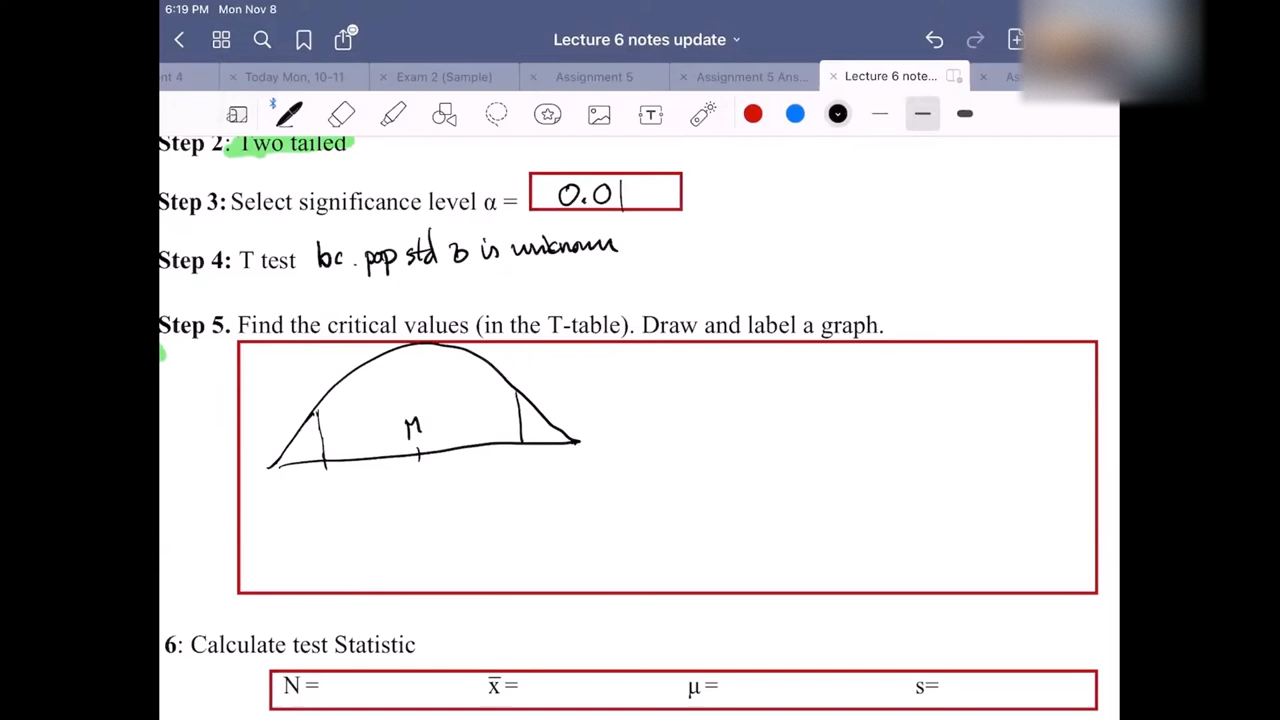 6:19 PM Mon Nov 8
Lecture 6 notes update
nt 4
Today Mon, 10-11
Exam 2 (Sample)
Assignment 5
Assignment 5 Ans...
Lecture 6 note...
As
T
Step 2: Two tailed
Step 3: Select significance level α = 0.01
Step 4: T test bc. pop std σ is unknown
Step 5. Find the critical values (in the T-table). Draw and label a graph.
M
6: Calculate test Statistic
N = x̅ = μ = s=